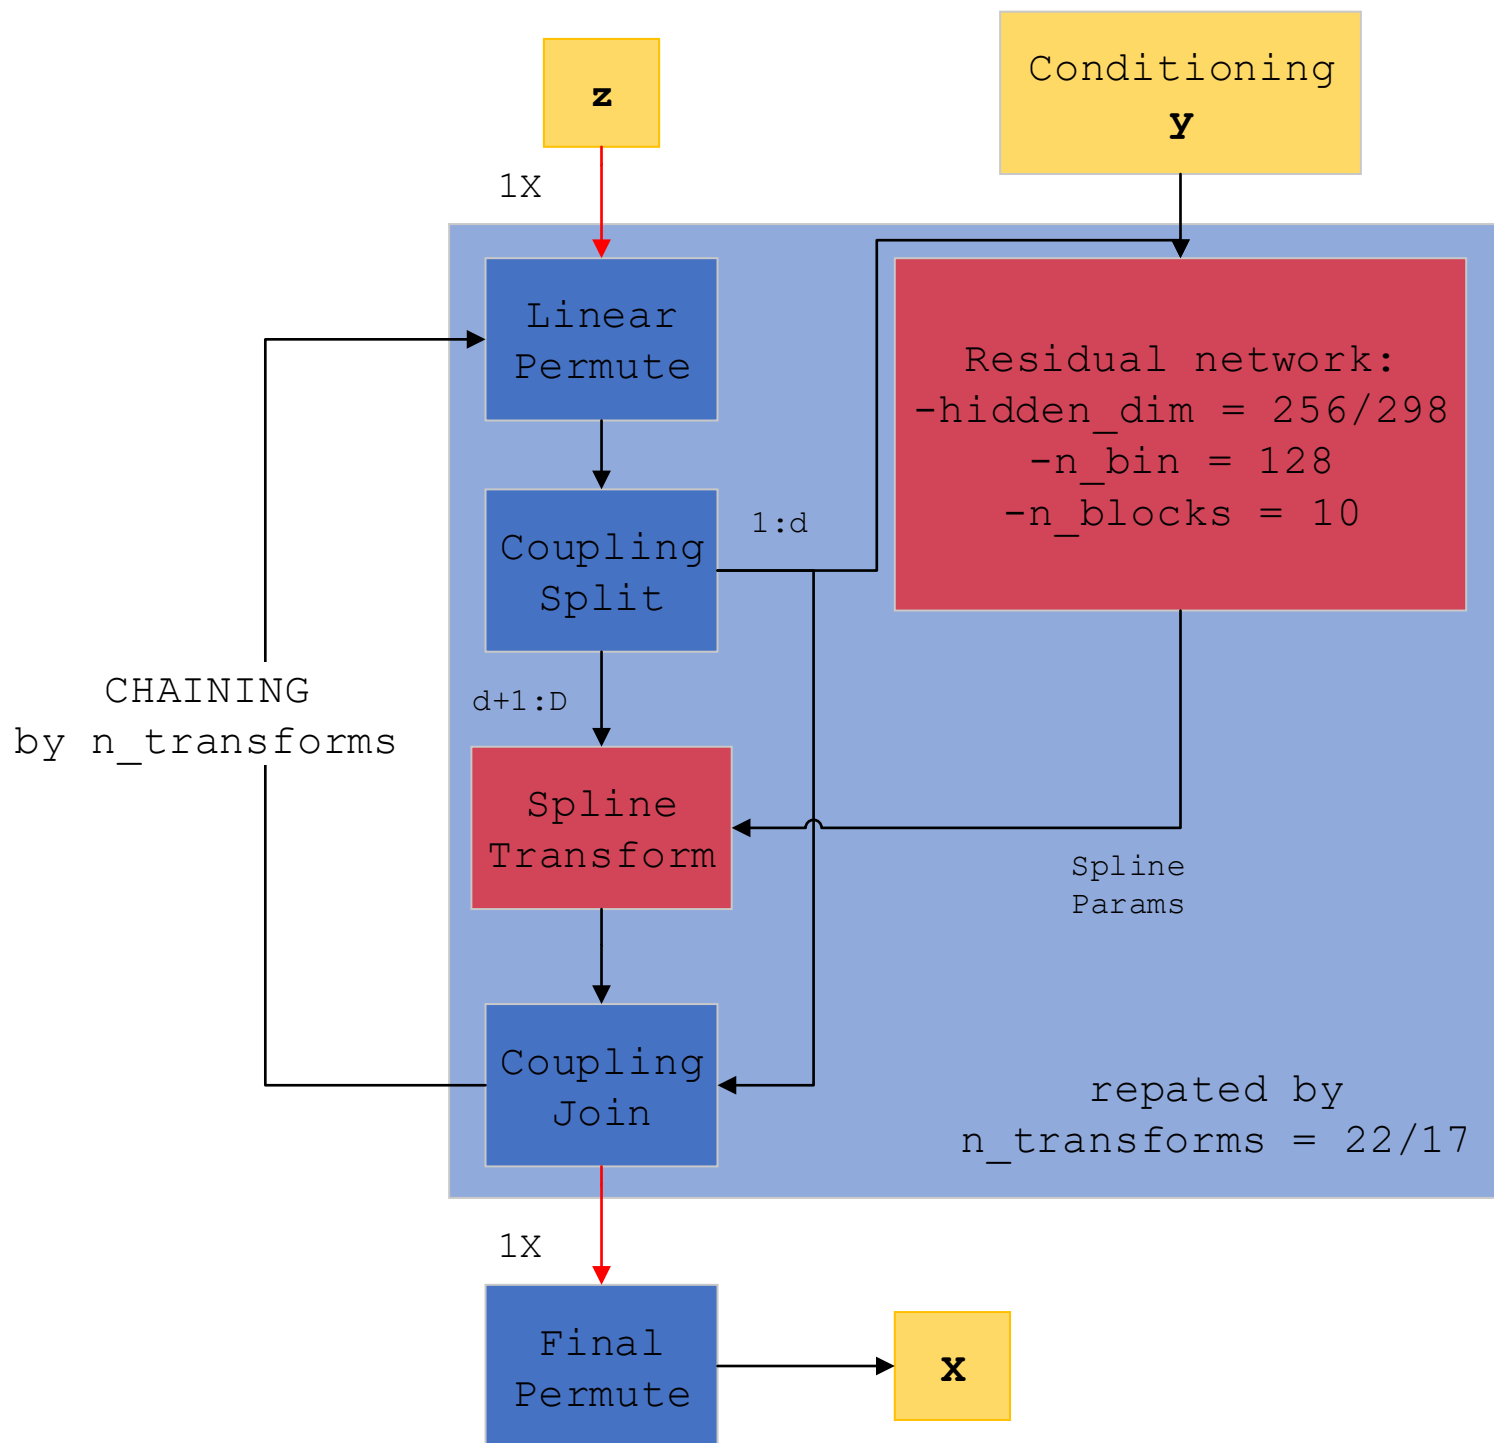 z
Conditioning
y
1X
Linear
Permute
Residual network:
-hidden_dim = 256/298
-n_bin = 128
-n_blocks = 10
Coupling
Split
1:d
CHAINING
by n_transforms
d+1:D
Spline
Transform
Spline
Params
Coupling
Join
repated by
n_transforms = 22/17
1X
Final
Permute
x